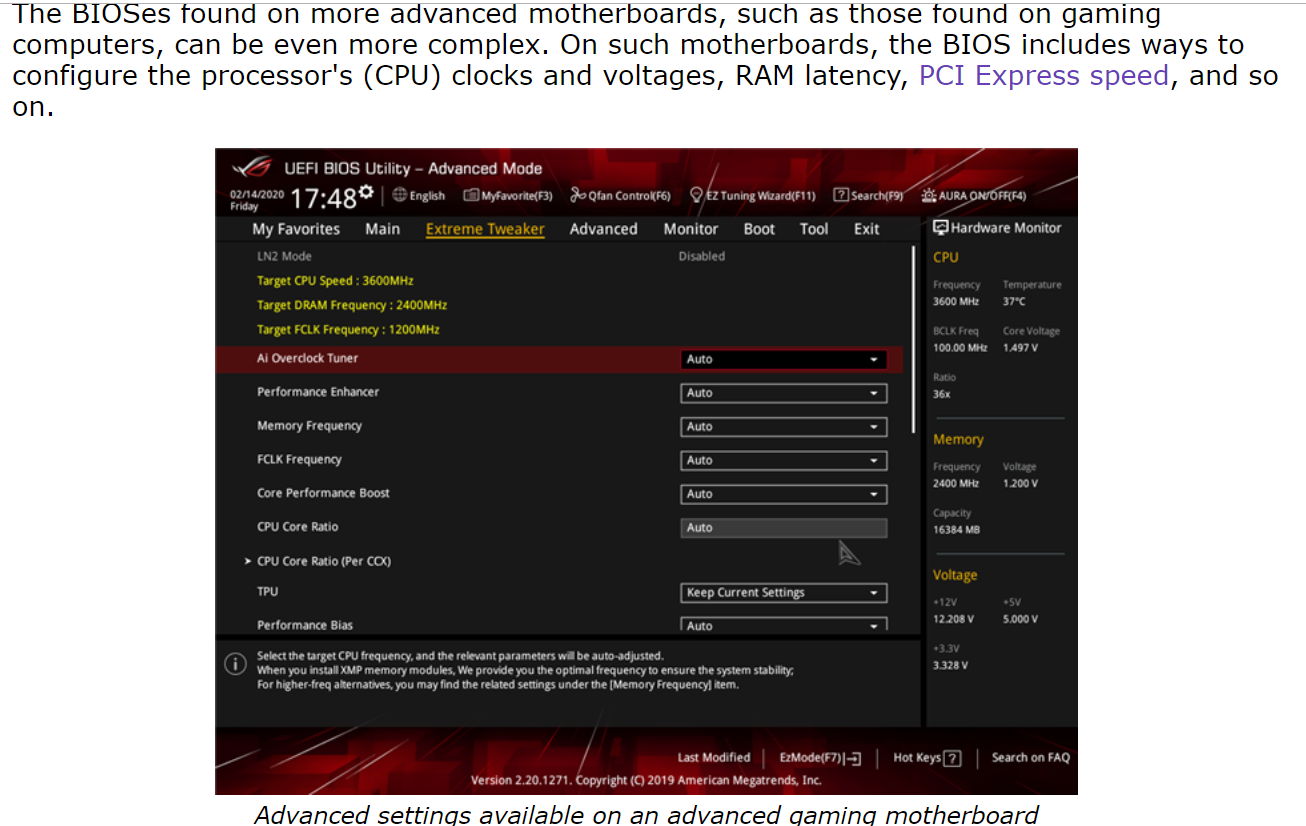 The BIOSes found on more advanced motherboards, such as those found on gaming
computers, can be even more complex. On such motherboards, the BIOS includes ways to
configure the processor's (CPU) clocks and voltages, RAM latency, PCI Express speed, and so
on.
UEFI BIOS Utility – Advanced Mode
02/14/2020
Friday
17:48
English
MyFavorite(F3)
Qfan Control(F6)
EZ Tuning Wizard(F11)
Search(F9)
AURA ON/OFF(F4)
My Favorites Main Extreme Tweaker Advanced Monitor Boot Tool Exit
LN2 Mode Disabled
Target CPU Speed : 3600MHz
Target DRAM Frequency : 2400MHz
Target FCLK Frequency : 1200MHz
Ai Overclock Tuner Auto
Performance Enhancer Auto
Memory Frequency Auto
FCLK Frequency Auto
Core Performance Boost Auto
CPU Core Ratio Auto
CPU Core Ratio (Per CCX)
TPU Keep Current Settings
Performance Bias Auto
Select the target CPU frequency, and the relevant parameters will be auto-adjusted.
When you install XMP memory modules, We provide you the optimal frequency to ensure the system stability;
For higher-freq alternatives, you may find the related settings under the [Memory Frequency] item.
Hardware Monitor
CPU
Frequency Temperature
3600 MHz 37°C
BCLK Freq Core Voltage
100.00 MHz 1.497 V
Ratio
36x
Memory
Frequency Voltage
2400 MHz 1.200 V
Capacity
16384 MB
Voltage
+12V +5V
12.208 V 5.000 V
+3.3V
3.328 V
Last Modified EzMode(F7) Hot Keys ? Search on FAQ
Version 2.20.1271. Copyright (C) 2019 American Megatrends, Inc.
Advanced settings available on an advanced gaming motherboard